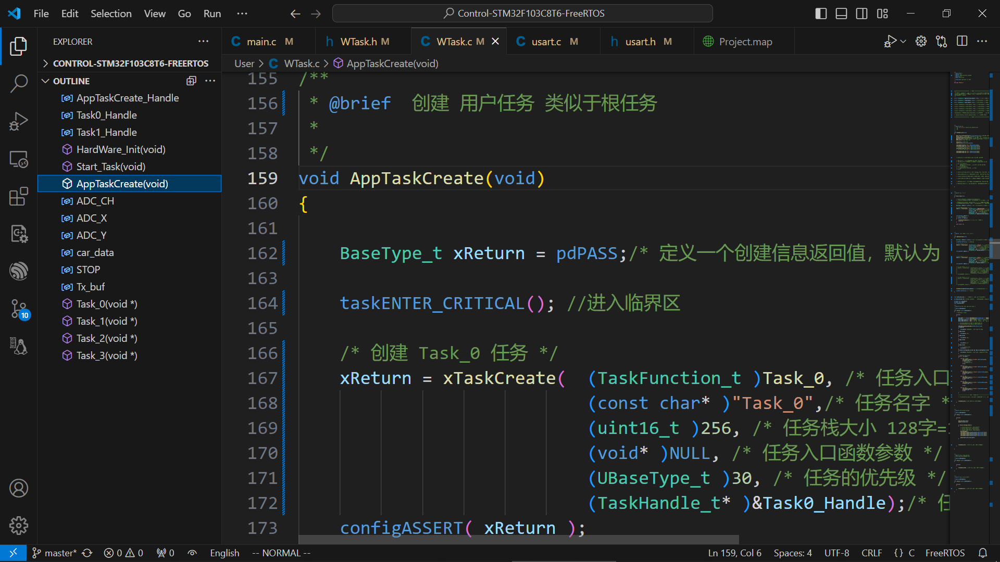 File Edit Selection View Go Run ··· Control-STM32F103C8T6-FreeRTOS
EXPLORER ···
CONTROL-STM32F103C8T6-FREERTOS
OUTLINE ···
AppTaskCreate_Handle
Task0_Handle
Task1_Handle
HardWare_Init(void)
Start_Task(void)
AppTaskCreate(void)
ADC_CH
ADC_X
ADC_Y
car_data
STOP
Tx_buf
Task_0(void *)
Task_1(void *)
Task_2(void *)
Task_3(void *)
10
C main.c M h WTask.h M C WTask.c M C usart.c M h usart.h M Project.map
User > C WTask.c > AppTaskCreate(void)
155 /**
156 * @brief 创建 用户任务 类似于根任务
157 *
158 */
159 void AppTaskCreate(void)
160 {
161
162 BaseType_t xReturn = pdPASS;/* 定义一个创建信息返回值，默认为
163
164 taskENTER_CRITICAL(); //进入临界区
165
166 /* 创建 Task_0 任务 */
167 xReturn = xTaskCreate( (TaskFunction_t )Task_0, /* 任务入口
168 (const char* )"Task_0",/* 任务名字 *
169 (uint16_t )256, /* 任务栈大小 128字=
170 (void* )NULL, /* 任务入口函数参数 */
171 (UBaseType_t )30, /* 任务的优先级 */
172 (TaskHandle_t* )&Task0_Handle);/*
173 configASSERT( xReturn );
master* 0 0 0 English -- NORMAL -- Ln 159, Col 6 Spaces: 4 UTF-8 CRLF {} C FreeRTOS